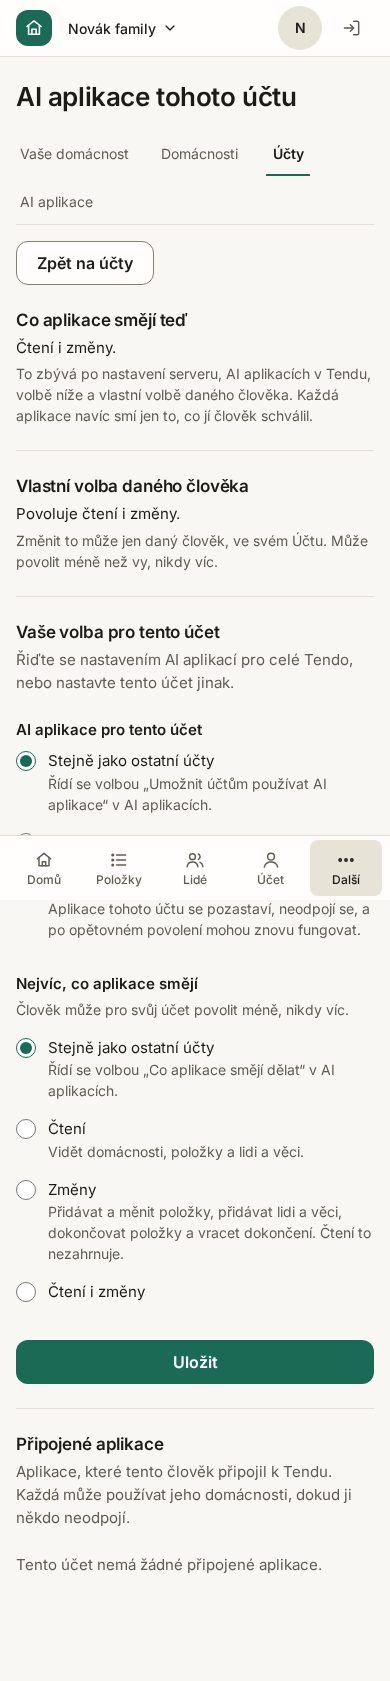 Novák family
N
AI aplikace tohoto účtu
Vaše domácnost
Domácnosti
Účty
AI aplikace
Zpět na účty
Co aplikace smějí teď
Čtení i změny.
To zbývá po nastavení serveru, AI aplikacích v Tendu,
volbě níže a vlastní volbě daného člověka. Každá
aplikace navíc smí jen to, co jí člověk schválil.
Vlastní volba daného člověka
Povoluje čtení i změny.
Změnit to může jen daný člověk, ve svém Účtu. Může
povolit méně než vy, nikdy víc.
Vaše volba pro tento účet
Řiďte se nastavením AI aplikací pro celé Tendo,
nebo nastavte tento účet jinak.
AI aplikace pro tento účet
Stejně jako ostatní účty
Řídí se volbou „Umožnit účtům používat AI
aplikace“ v AI aplikacích.
Domů
Položky
Lidé
Účet
Další
Aplikace tohoto účtu se pozastaví, neodpojí se, a
po opětovném povolení mohou znovu fungovat.
Nejvíc, co aplikace smějí
Člověk může pro svůj účet povolit méně, nikdy víc.
Stejně jako ostatní účty
Řídí se volbou „Co aplikace smějí dělat“ v AI
aplikacích.
Čtení
Vidět domácnosti, položky a lidi a věci.
Změny
Přidávat a měnit položky, přidávat lidi a věci,
dokončovat položky a vracet dokončení. Čtení to
nezahrnuje.
Čtení i změny
Uložit
Připojené aplikace
Aplikace, které tento člověk připojil k Tendu.
Každá může používat jeho domácnosti, dokud ji
někdo neodpojí.
Tento účet nemá žádné připojené aplikace.